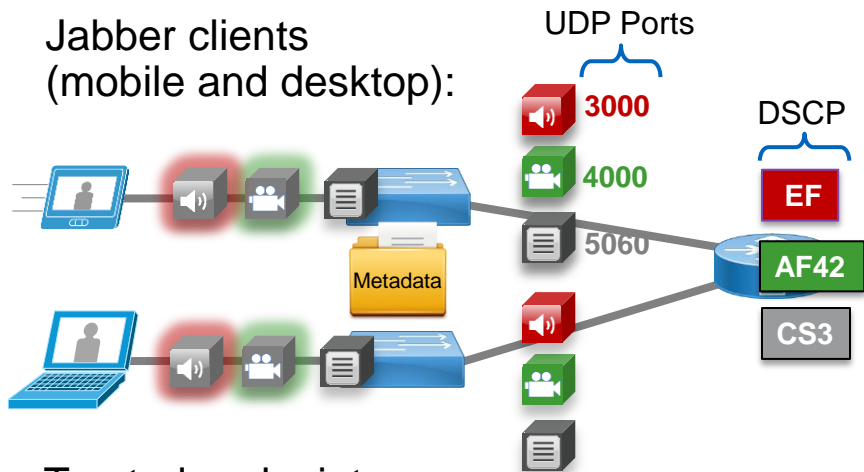 Jabber clients
(mobile and desktop):
UDP Ports
3000
4000
5060
DSCP
EF
AF42
CS3
Metadata